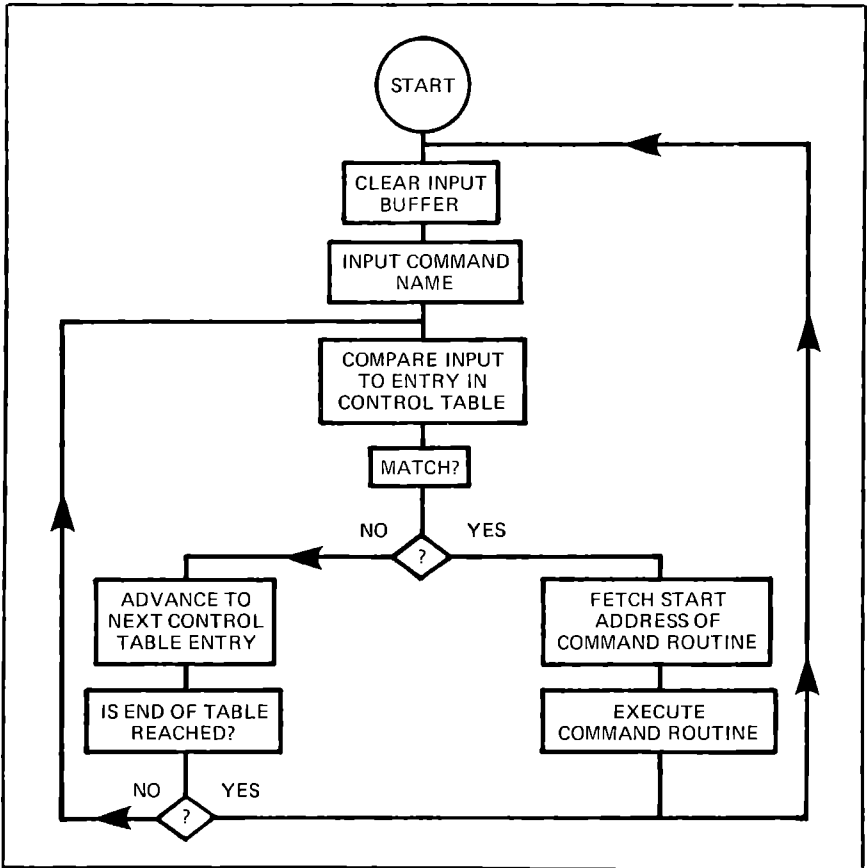 START
CLEAR INPUT
BUFFER
INPUT COMMAND
NAME
COMPARE INPUT
TO ENTRY IN
CONTROL TABLE
MATCH?
NO
YES
?
ADVANCE TO
NEXT CONTROL
TABLE ENTRY
FETCH START
ADDRESS OF
COMMAND ROUTINE
IS END OF TABLE
REACHED?
EXECUTE
COMMAND ROUTINE
NO
YES
?